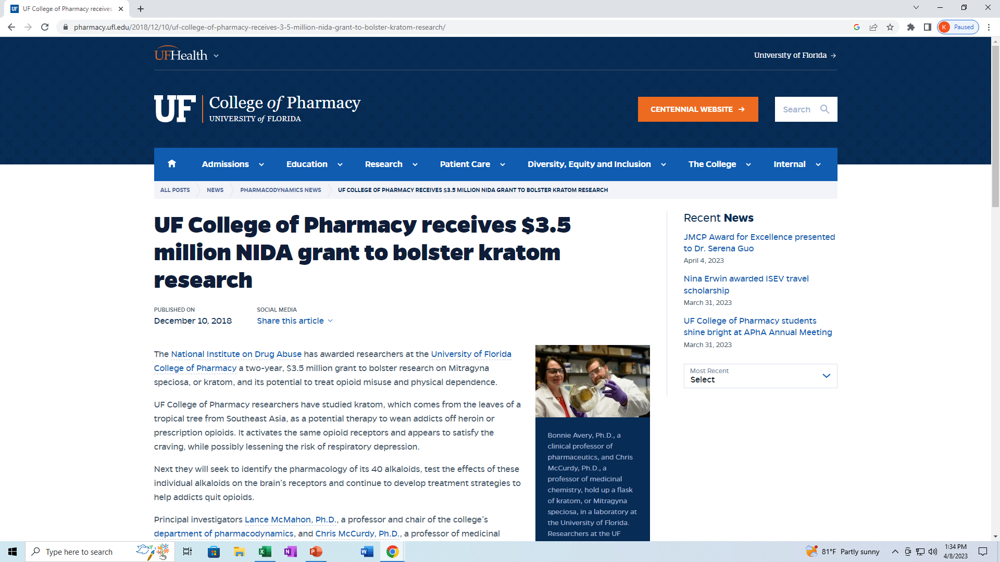 UF College of Pharmacy receives
pharmacy.ufl.edu/2018/12/10/uf-college-of-pharmacy-receives-3-5-million-nida-grant-to-bolster-kratom-research/
K Paused
UFHealth
University of Florida →
UF College of Pharmacy
UNIVERSITY of FLORIDA
CENTENNIAL WEBSITE →
Search
Admissions Education Research Patient Care Diversity, Equity and Inclusion The College Internal
ALL POSTS NEWS PHARMACODYNAMICS NEWS UF COLLEGE OF PHARMACY RECEIVES $3.5 MILLION NIDA GRANT TO BOLSTER KRATOM RESEARCH
UF College of Pharmacy receives $3.5
million NIDA grant to bolster kratom
research
PUBLISHED ON
December 10, 2018
SOCIAL MEDIA
Share this article
The National Institute on Drug Abuse has awarded researchers at the University of Florida
College of Pharmacy a two-year, $3.5 million grant to bolster research on Mitragyna
speciosa, or kratom, and its potential to treat opioid misuse and physical dependence.
UF College of Pharmacy researchers have studied kratom, which comes from the leaves of a
tropical tree from Southeast Asia, as a potential therapy to wean addicts off heroin or
prescription opioids. It activates the same opioid receptors and appears to satisfy the
craving, while possibly lessening the risk of respiratory depression.
Next they will seek to identify the pharmacology of its 40 alkaloids, test the effects of these
individual alkaloids on the brain's receptors and continue to develop treatment strategies to
help addicts quit opioids.
Principal investigators Lance McMahon, Ph.D., a professor and chair of the college's
department of pharmacodynamics, and Chris McCurdy, Ph.D., a professor of medicinal
Bonnie Avery, Ph.D., a
clinical professor of
pharmaceutics, and Chris
McCurdy, Ph.D., a
professor of medicinal
chemistry, hold up a flask
of kratom, or Mitragyna
speciosa, in a laboratory at
the University of Florida.
Researchers at the UF
Recent News
JMCP Award for Excellence presented
to Dr. Serena Guo
April 4, 2023
Nina Erwin awarded ISEV travel
scholarship
March 31, 2023
UF College of Pharmacy students
shine bright at APhA Annual Meeting
March 31, 2023
Most Recent
Select
Type here to search
81°F Partly sunny
1:34 PM
4/8/2023